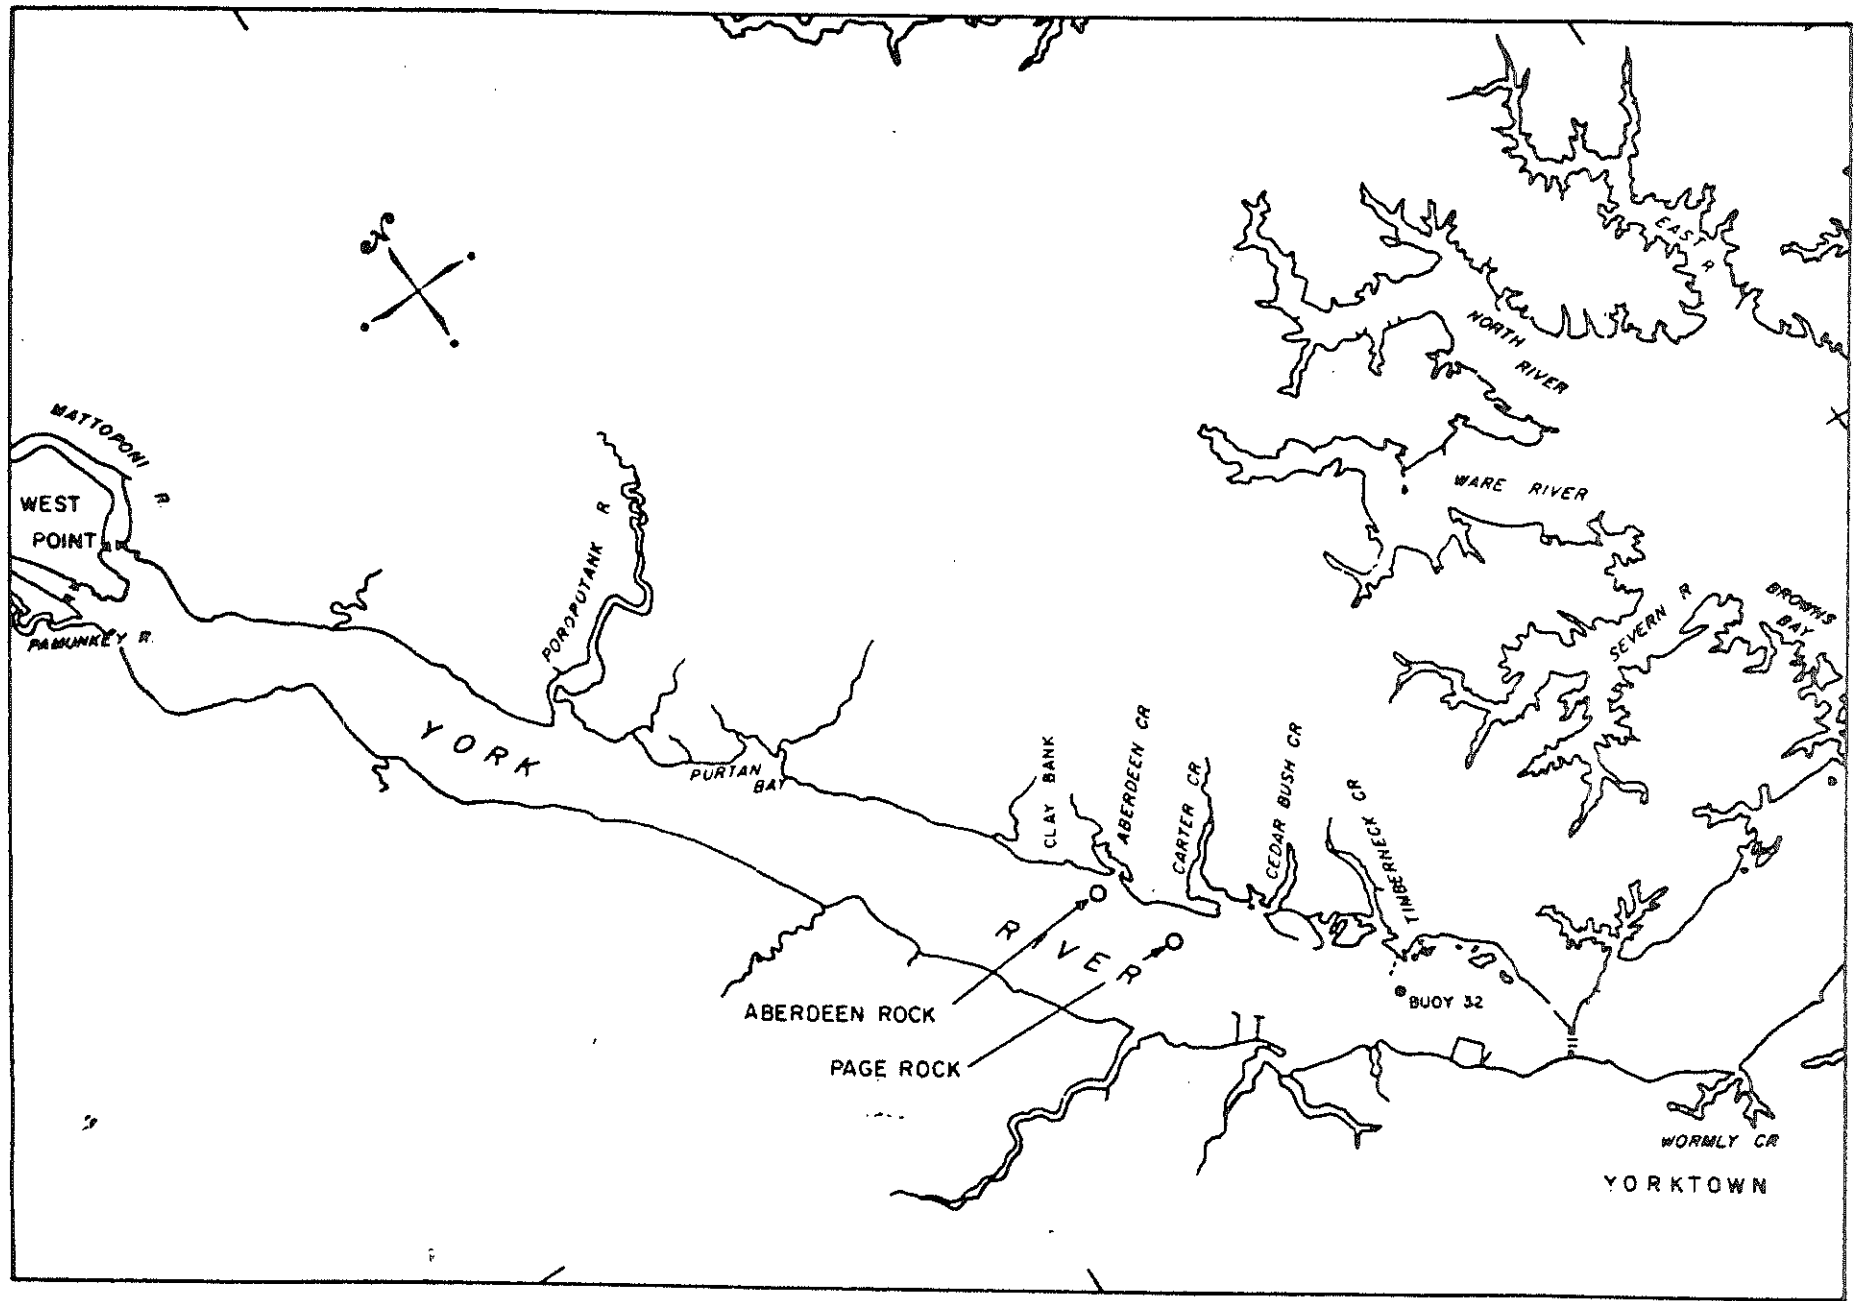 N
EAST
R
NORTH
RIVER
MATTOPONI R
WEST
POINT
PAMUNKEY R.
WARE RIVER
POROPUTANK R
SEVERN R
BROWNS
BAY
YORK
PURTAN
BAY
CLAY BANK
ABERDEEN CR
CARTER CR
CEDAR BUSH CR
TIMBERNECK CR
RIVER
BUOY 32
ABERDEEN ROCK
PAGE ROCK
WORMLY CR
YORKTOWN